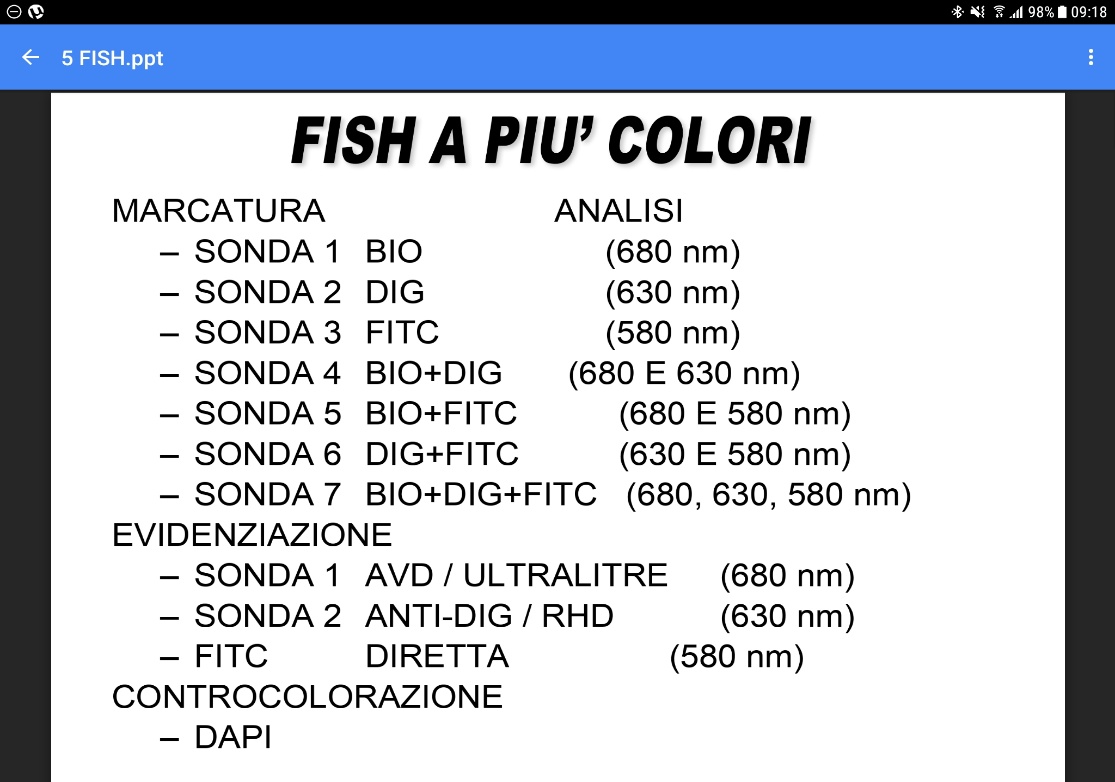 98% 09:18
5 FISH.ppt
FISH A PIU' COLORI
MARCATURA ANALISI
– SONDA 1 BIO (680 nm)
– SONDA 2 DIG (630 nm)
– SONDA 3 FITC (580 nm)
– SONDA 4 BIO+DIG (680 E 630 nm)
– SONDA 5 BIO+FITC (680 E 580 nm)
– SONDA 6 DIG+FITC (630 E 580 nm)
– SONDA 7 BIO+DIG+FITC (680, 630, 580 nm)
EVIDENZIAZIONE
– SONDA 1 AVD / ULTRALITRE (680 nm)
– SONDA 2 ANTI-DIG / RHD (630 nm)
– FITC DIRETTA (580 nm)
CONTROCOLORAZIONE
– DAPI